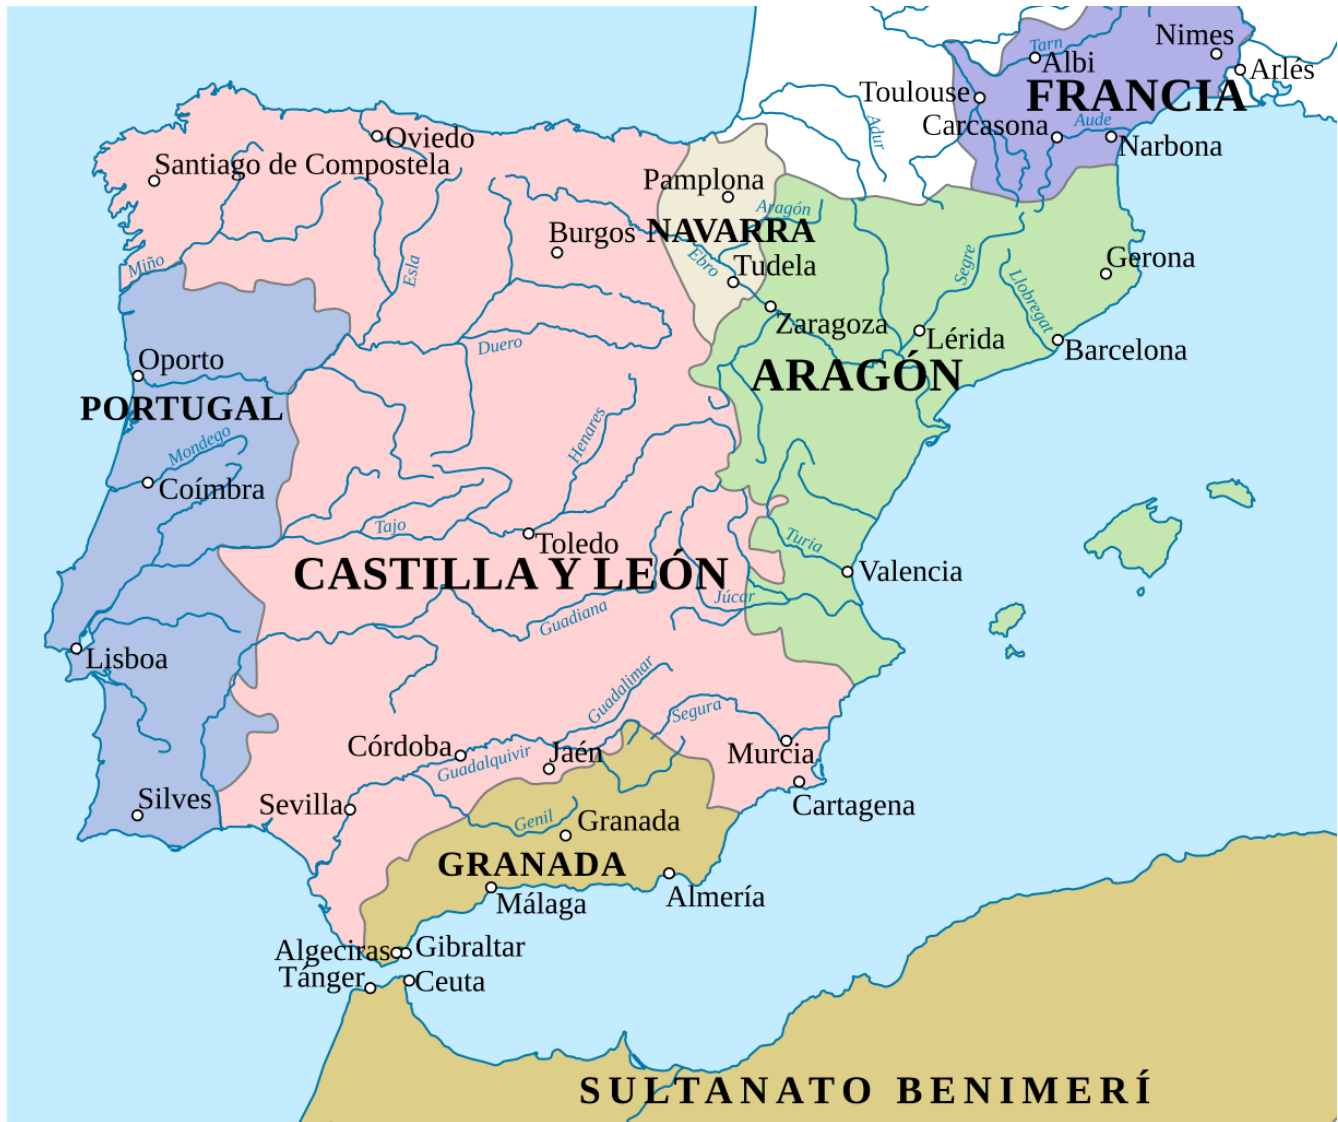 Nimes
Tarn
Albi
Arlés
Toulouse
FRANCIA
Adur
Carcasona
Aude
Narbona
Oviedo
Santiago de Compostela
Pamplona
Aragón
Burgos
NAVARRA
Miño
Esla
Ebro
Tudela
Segre
Gerona
Llobregat
Zaragoza
Lérida
Barcelona
Duero
Oporto
ARAGÓN
PORTUGAL
Mondego
Henares
Coímbra
Tajo
Toledo
Turia
CASTILLA Y LEÓN
Valencia
Júcar
Guadiana
Lisboa
Guadalimar
Segura
Córdoba
Guadalquivir
Jaén
Murcia
Silves
Sevilla
Cartagena
Genil
Granada
GRANADA
Málaga
Almería
Algeciras
Gibraltar
Tánger
Ceuta
SULTANATO BENIMERÍ